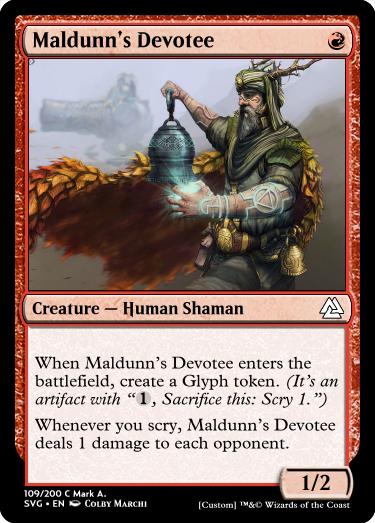 Maldunn's Devotee
Creature — Human Shaman
When Maldunn's Devotee enters the
battlefield, create a Glyph token. (It's an
artifact with “1, Sacrifice this: Scry 1.”)
Whenever you scry, Maldunn's Devotee
deals 1 damage to each opponent.
1/2
109/200 C Mark A.
SVG • EN Colby Marchi
[Custom] ™&© Wizards of the Coast